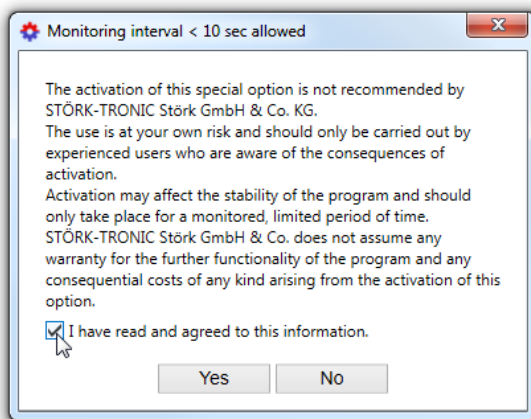 Monitoring interval < 10 sec allowed
The activation of this special option is not recommended by
STÖRK-TRONIC Störk GmbH & Co. KG.
The use is at your own risk and should only be carried out by
experienced users who are aware of the consequences of
activation.
Activation may affect the stability of the program and should
only take place for a monitored, limited period of time.
STÖRK-TRONIC Störk GmbH & Co. does not assume any
warranty for the further functionality of the program and any
consequential costs of any kind arising from the activation of this
option.
I have read and agreed to this information.
Yes No